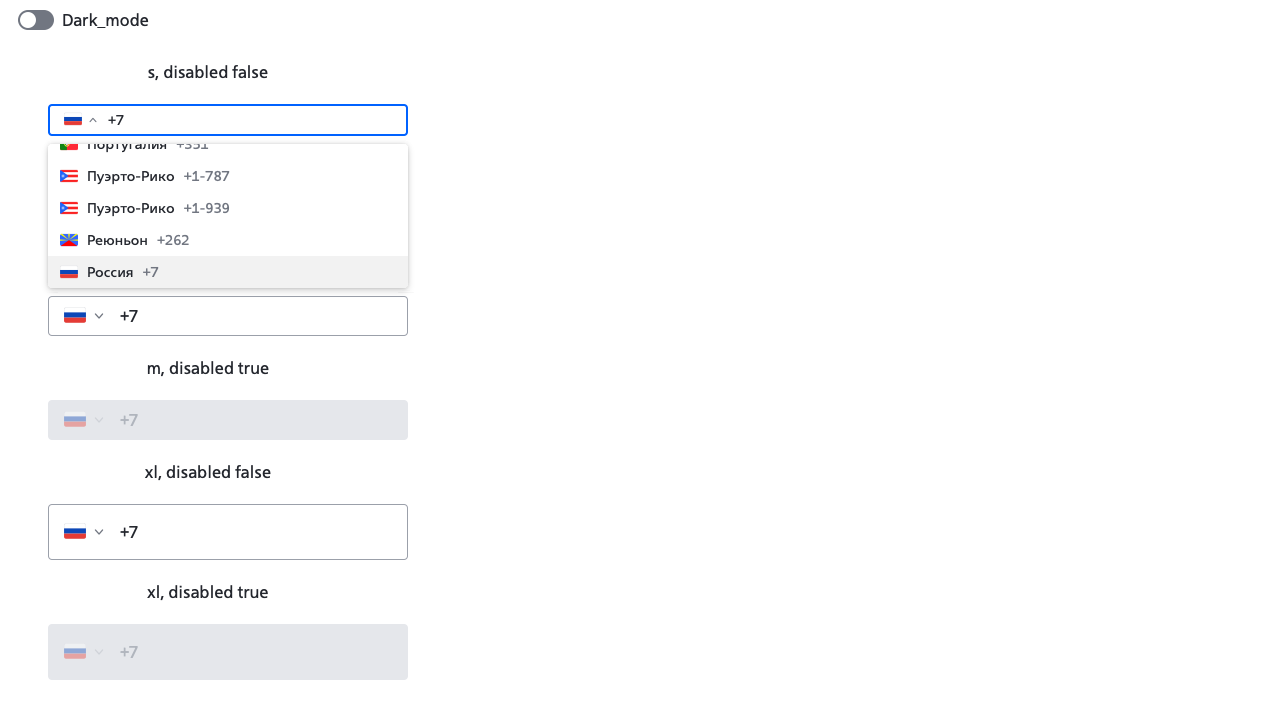 Dark_mode
s, disabled false
+7
Португалия +351
Пуэрто-Рико +1-787
Пуэрто-Рико +1-939
Реюньон +262
Россия +7
+7
m, disabled true
+7
xl, disabled false
+7
xl, disabled true
+7